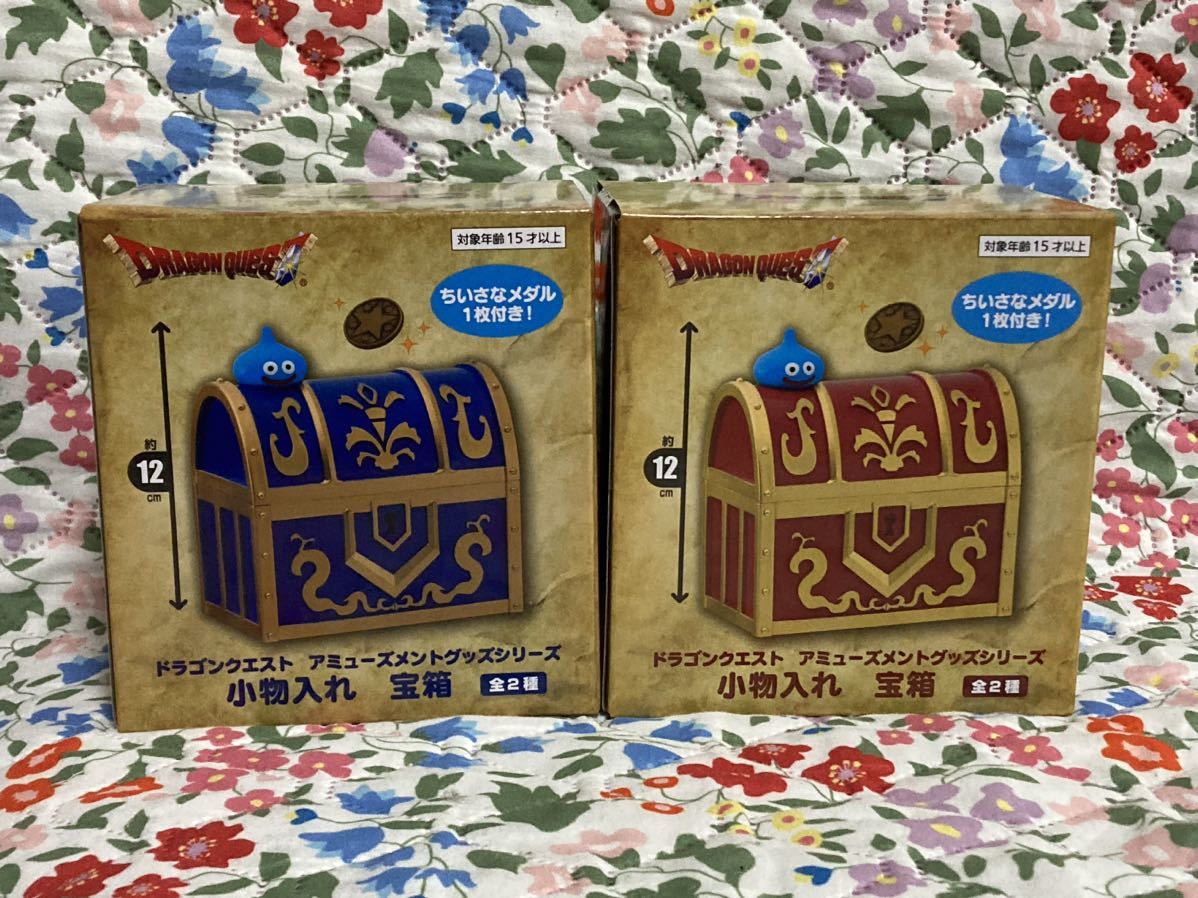 DRAGON QUEST
®
対象年齢15才以上
ちいさなメダル
1枚付き!
約
12
cm
ドラゴンクエスト アミューズメントグッズシリーズ
小物入れ 宝箱 全2種
DRAGON QUEST
®
対象年齢15才以上
ちいさなメダル
1枚付き!
約
12
cm
ドラゴンクエスト アミューズメントグッズシリーズ
小物入れ 宝箱 全2種